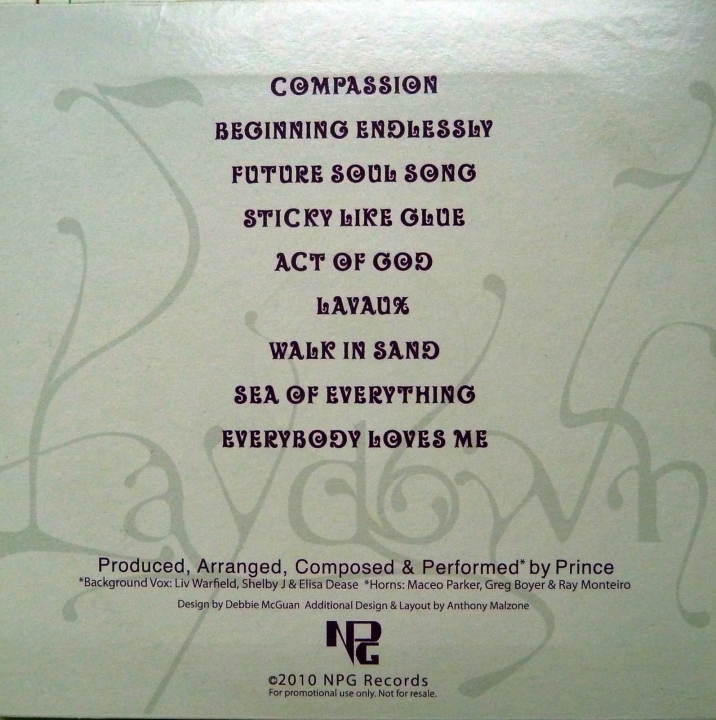 COMPASSION
BEGINNING ENDLESSLY
FUTURE SOUL SONG
STICKY LIKE GLUE
ACT OF GOD
LAVAUX
WALK IN SAND
SEA OF EVERYTHING
EVERYBODY LOVES ME
Laydown
Produced, Arranged, Composed & Performed* by Prince
*Background Vox: Liv Warfield, Shelby J & Elisa Dease *Horns: Maceo Parker, Greg Boyer & Ray Monteiro
Design by Debbie McGuan Additional Design & Layout by Anthony Malzone
NPG
©2010 NPG Records
For promotional use only. Not for resale.